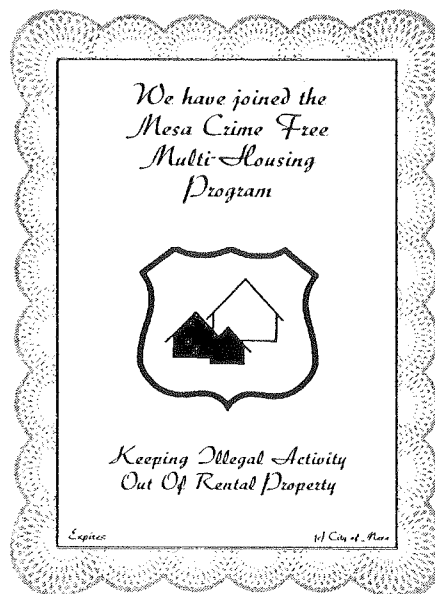 We have joined the
Mesa Crime Free
Multi-Housing
Program
Keeping Illegal Activity
Out Of Rental Property
Expires
(c) City of Mesa